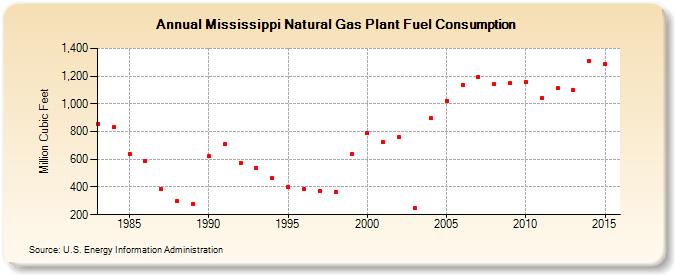 Annual Mississippi Natural Gas Plant Fuel Consumption
Million Cubic Feet
1,400
1,200
1,000
800
600
400
200
1985 1990 1995 2000 2005 2010 2015
Source: U.S. Energy Information Administration